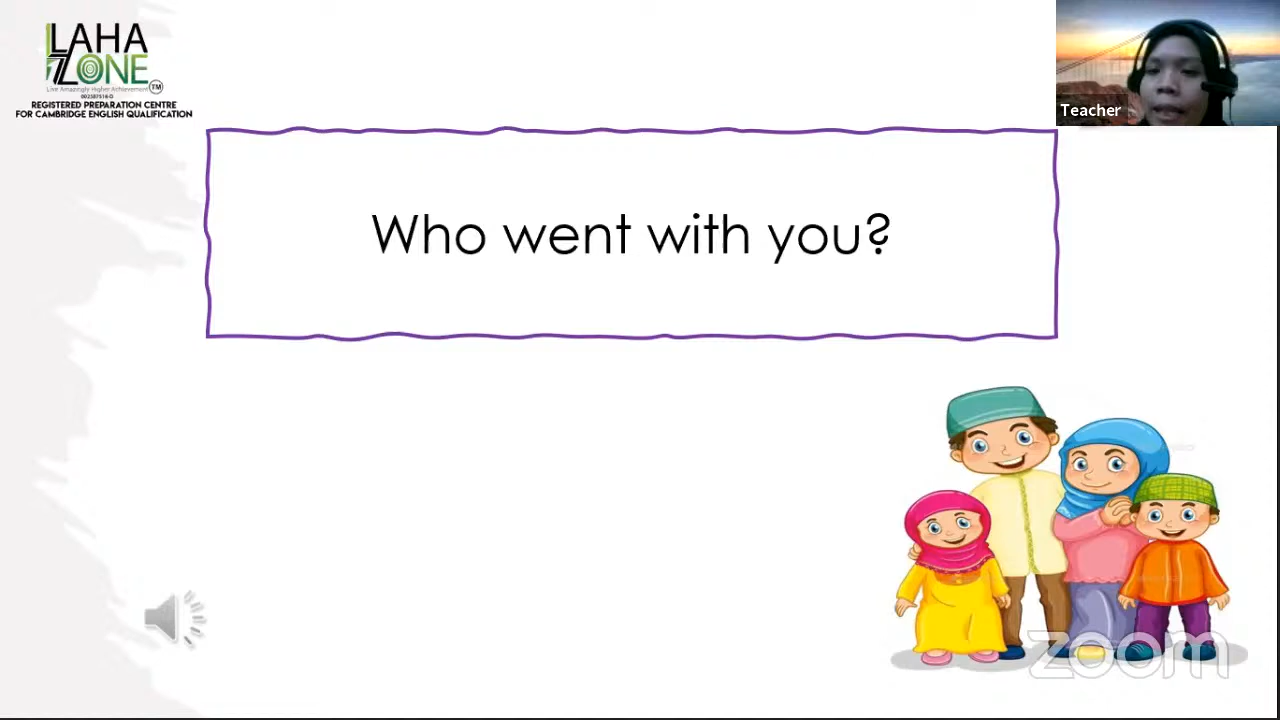 LAHA
ZONE
Live Amazingly Higher Achievement
TM
REGISTERED PREPARATION CENTRE
FOR CAMBRIDGE ENGLISH QUALIFICATION
Teacher
Who went with you?
zoom